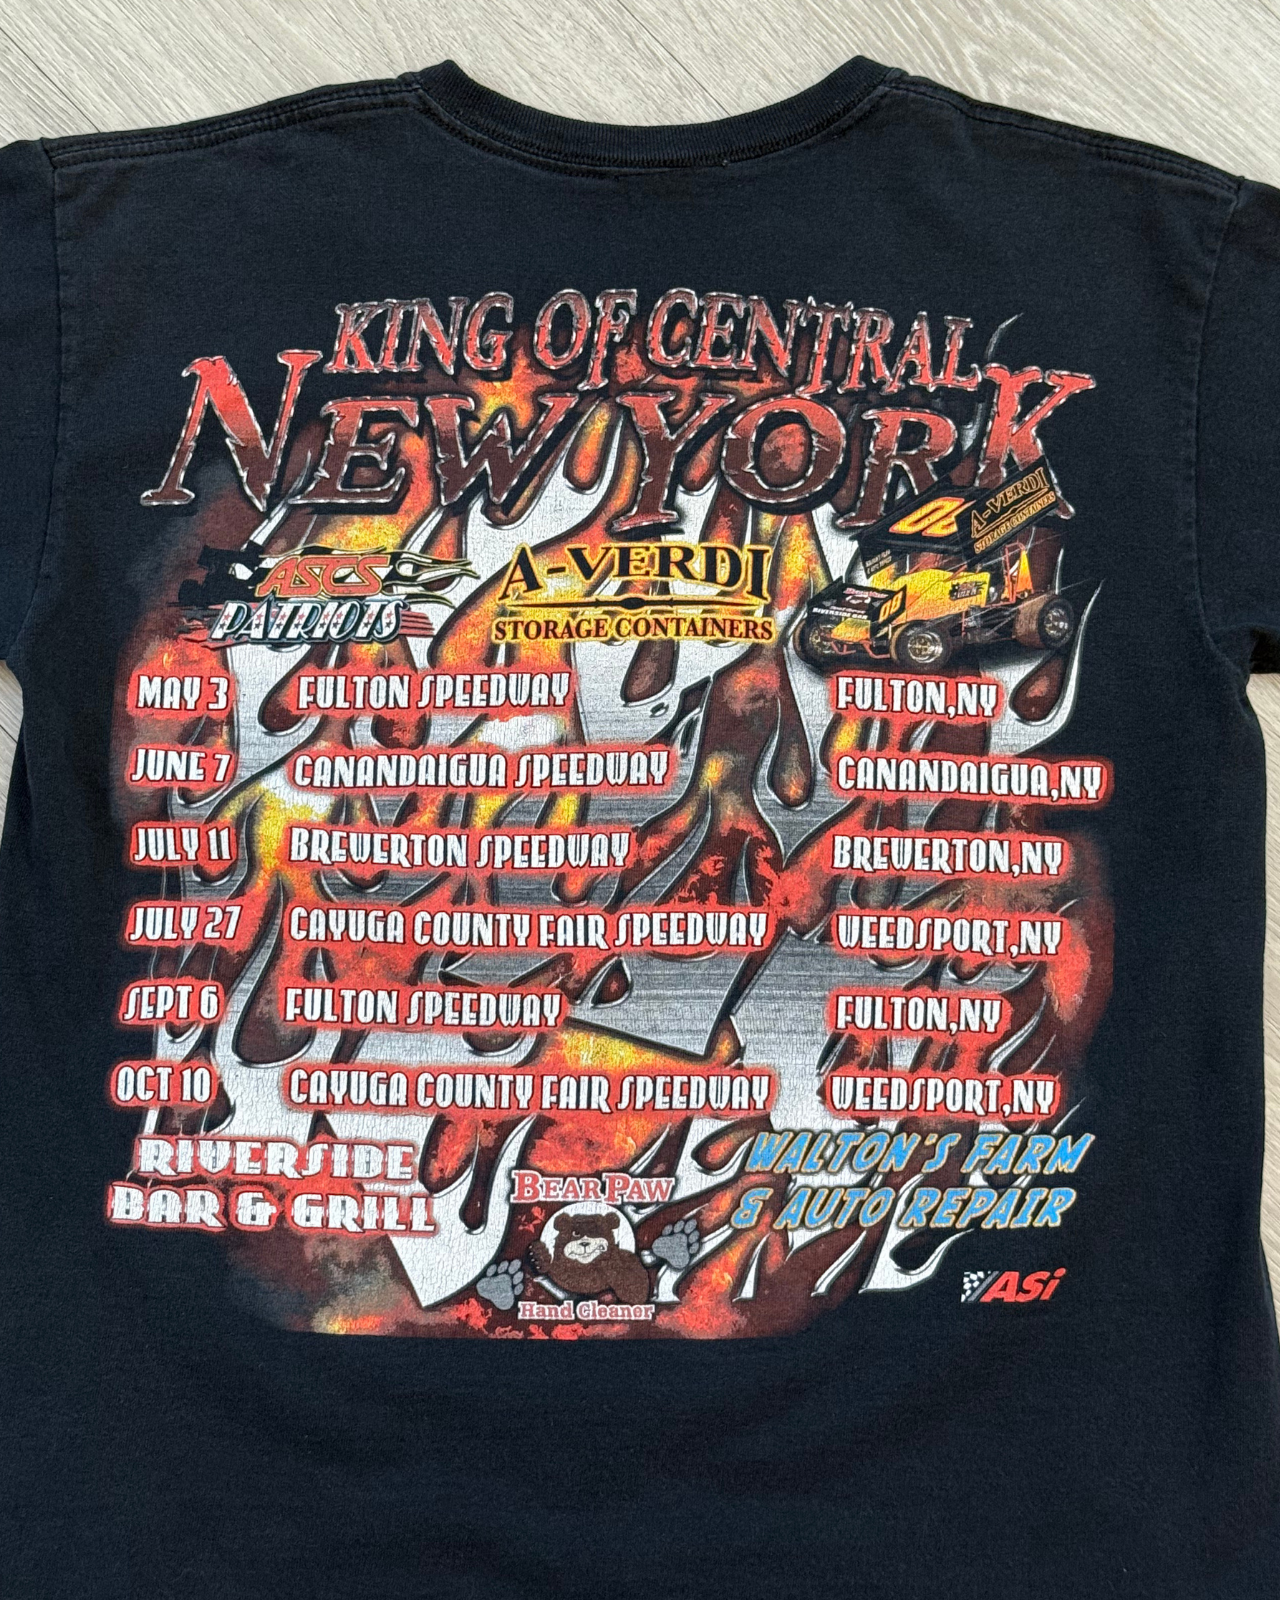 KING OF CENTRAL
NEW YORK
ASCS
PATRIOTS
A-VERDI
STORAGE CONTAINERS
A-VERDI
STORAGE CONTAINERS
MAY 3 FULTON SPEEDWAY FULTON,NY
JUNE 7 CANANDAIGUA SPEEDWAY CANANDAIGUA,NY
JULY 11 BREWERTON SPEEDWAY BREWERTON,NY
JULY 27 CAYUGA COUNTY FAIR SPEEDWAY WEEDSPORT,NY
SEPT 6 FULTON SPEEDWAY FULTON,NY
OCT 10 CAYUGA COUNTY FAIR SPEEDWAY WEEDSPORT,NY
RIVERSIDE
BAR & GRILL
BEAR PAW
Hand Cleaner
WALTON'S FARM
& AUTO REPAIR
ASi